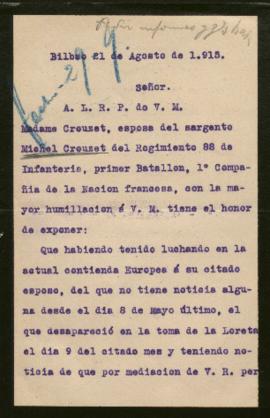 Bilbao 21 de Agosto de 1.915.
Señor.
A. L. R. P. de V. M.
Madame Crouzet, esposa del sargento
Michel Crouzet del Regimiento 88 de
Infanteria, primer Batallon, 1º Compa-
ñia de la Nacion francesa, con la ma-
yor humillacion á V. M. tiene el honor
de exponer:
Que habiendo tenido luchando en la
actual contienda Europea á su citado
esposo, del que no tiene noticia algu-
na desde el dia 8 de Mayo último, el
que desapareció en la toma de la Loreta
el dia 9 del citado mes y teniendo no-
ticia de que por mediacion de V. R. per